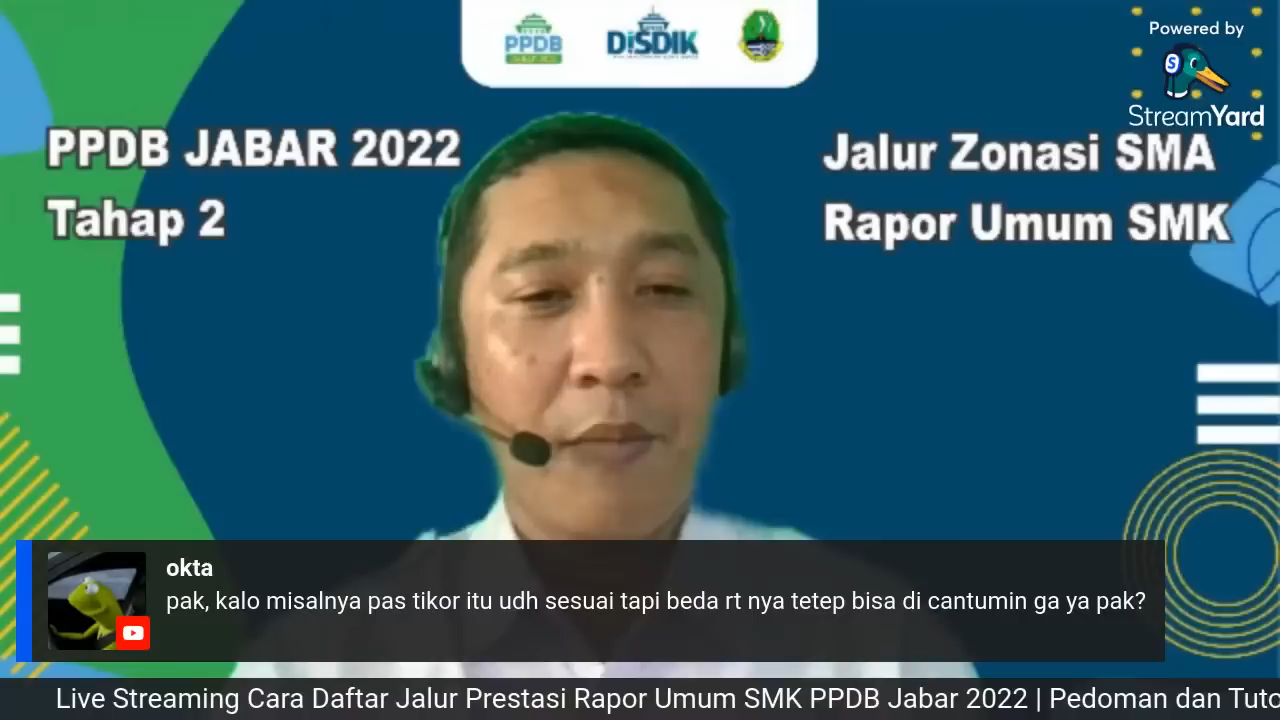 PPDB
DISDIK
Powered by
StreamYard
PPDB JABAR 2022
Tahap 2
Jalur Zonasi SMA
Rapor Umum SMK
okta
pak, kalo misalnya pas tikor itu udh sesuai tapi beda rt nya tetep bisa di cantumin ga ya pak?
Live Streaming Cara Daftar Jalur Prestasi Rapor Umum SMK PPDB Jabar 2022 | Pedoman dan Tuto